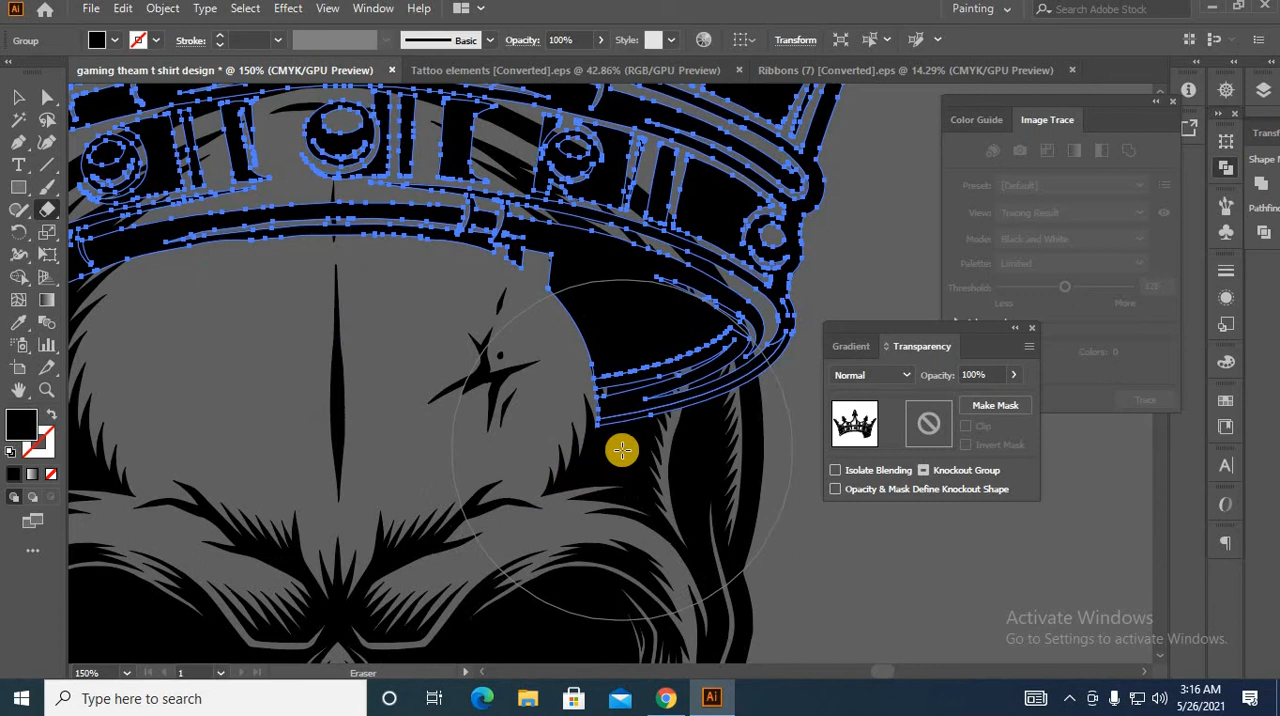 File Edit Object Type Select Effect View Window Help Painting Search Adobe Stock
Group Stroke: Basic Opacity: 100% Style: Transform
gaming theam t shirt design * @ 150% (CMYK/GPU Preview) × Tattoo elements [Converted].eps @ 42.86% (RGB/GPU Preview) × Ribbons (7) [Converted].eps @ 14.29% (CMYK/GPU Preview) ×
Color Guide Image Trace
Transfo
Shape M
Pathfin
Preset: [Default]
View: Tracing Result
Mode: Black and White
Palette: Limited
Threshold: 128
Less More
Colors: 0
Trace
Gradient Transparency
Normal Opacity: 100%
Make Mask
Clip
Invert Mask
Isolate Blending Knockout Group
Opacity & Mask Define Knockout Shape
Activate Windows
Go to Settings to activate Windows.
150% 1 Eraser
Type here to search
3:16 AM
5/26/2021